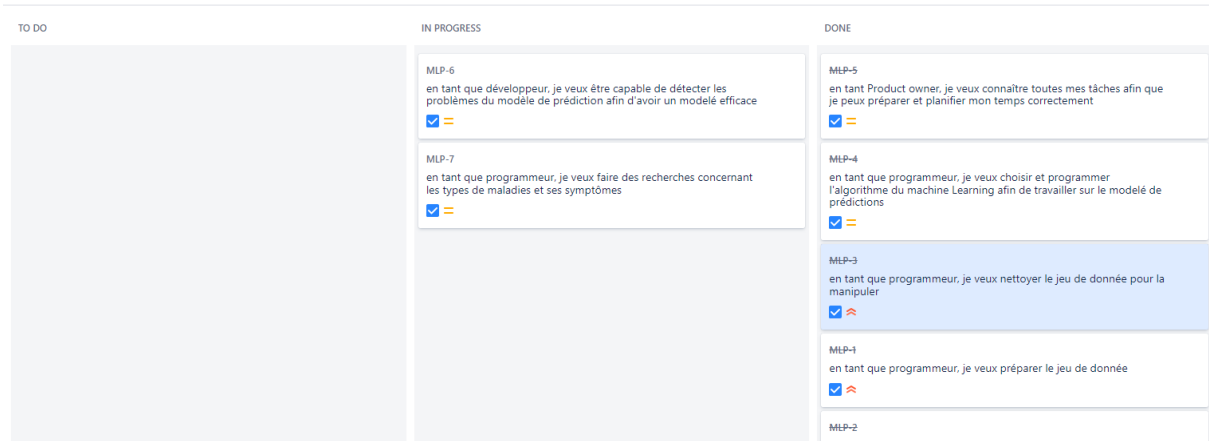 TO DO
IN PROGRESS
DONE
MLP-6
en tant que développeur, je veux être capable de détecter les
problèmes du modèle de prédiction afin d'avoir un modelé efficace
MLP-7
en tant que programmeur, je veux faire des recherches concernant
les types de maladies et ses symptômes
MLP-5
en tant Product owner, je veux connaître toutes mes tâches afin que
je peux préparer et planifier mon temps correctement
MLP-4
en tant que programmeur, je veux choisir et programmer
l'algorithme du machine Learning afin de travailler sur le modelé de
prédictions
MLP-3
en tant que programmeur, je veux nettoyer le jeu de donnée pour la
manipuler
MLP-1
en tant que programmeur, je veux préparer le jeu de donnée
MLP-2